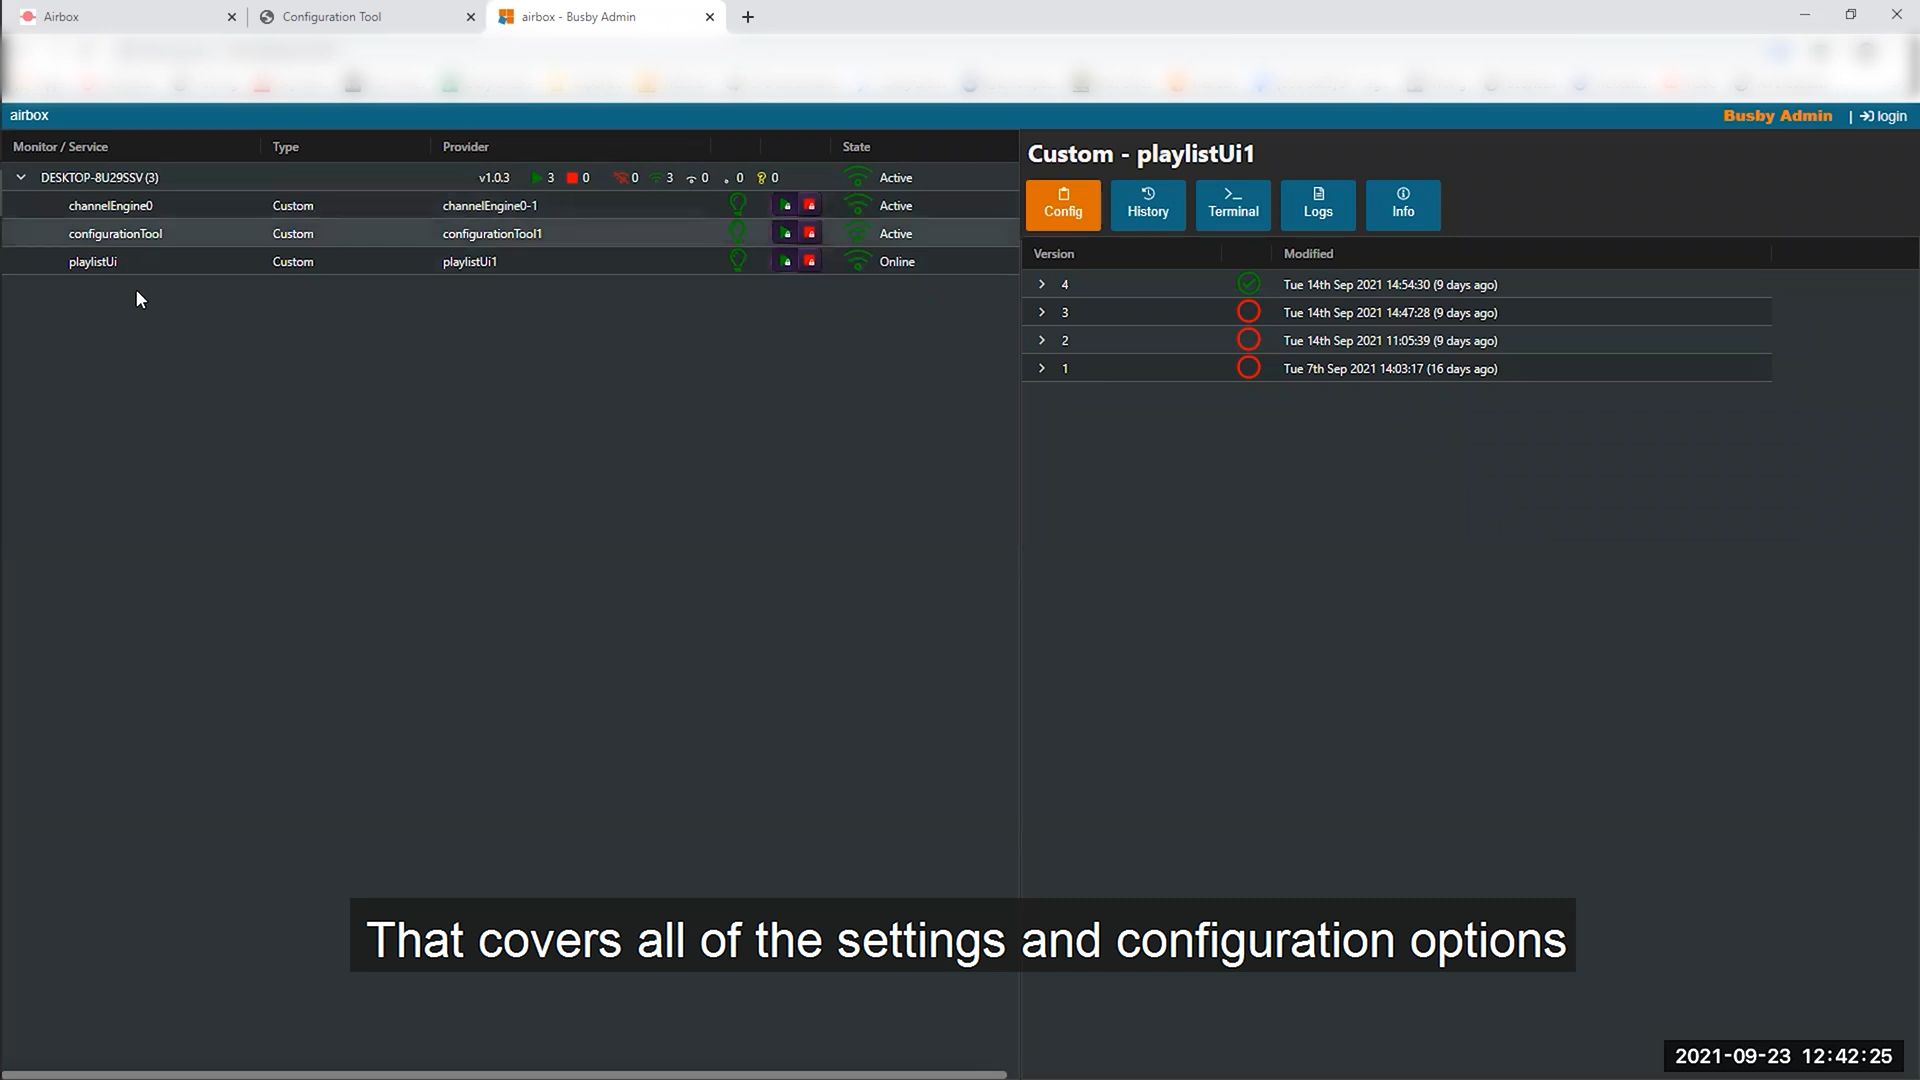 Airbox
Configuration Tool
airbox - Busby Admin
airbox
Busby Admin | login
Monitor / Service Type Provider State
DESKTOP-8U29SSV (3) v1.0.3 3 0 0 3 0 0 0 Active
channelEngine0 Custom channelEngine0-1 Active
configurationTool Custom configurationTool1 Active
playlistUi Custom playlistUi1 Online
Custom - playlistUi1
Config
History
Terminal
Logs
Info
Version Modified
4 Tue 14th Sep 2021 14:54:30 (9 days ago)
3 Tue 14th Sep 2021 14:47:28 (9 days ago)
2 Tue 14th Sep 2021 11:05:39 (9 days ago)
1 Tue 7th Sep 2021 14:03:17 (16 days ago)
That covers all of the settings and configuration options
2021-09-23 12:42:25